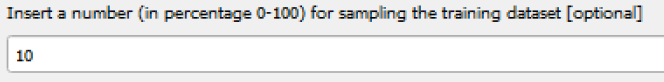 Insert a number (in percentage 0-100) for sampling the training dataset [optional]
10